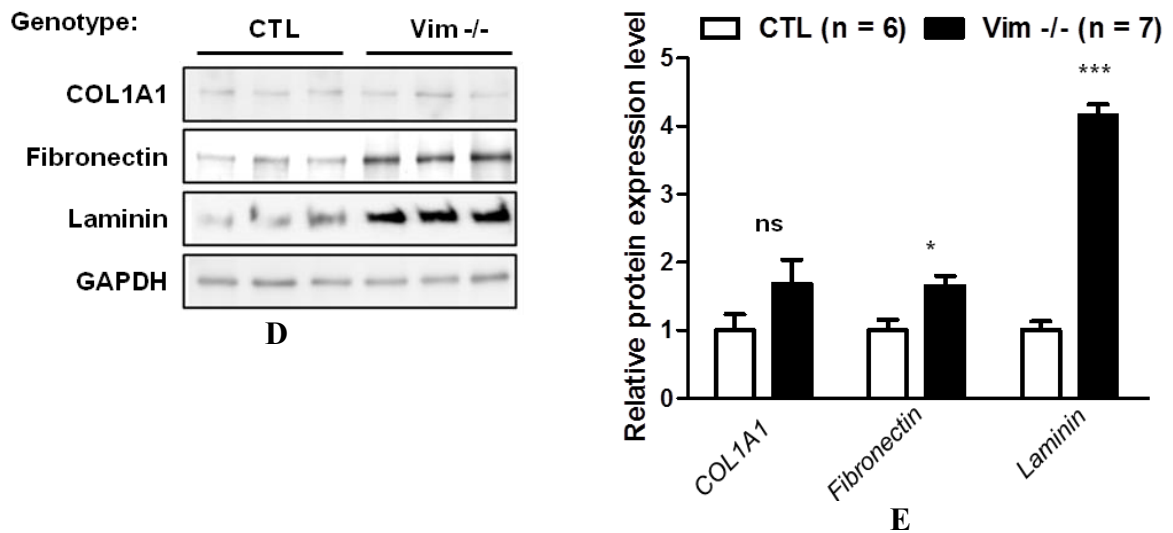 Genotype:
CTL Vim -/-
COL1A1
Fibronectin
Laminin
GAPDH
D
CTL (n = 6) Vim -/- (n = 7)
Relative protein expression level
5
4
3
2
1
0
ns
*
***
COL1A1
Fibronectin
Laminin
E